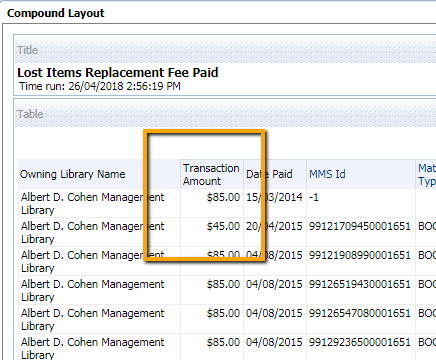 Compound Layout
Title
Lost Items Replacement Fee Paid
Time run: 26/04/2018 2:56:19 PM
Table
Owning Library Name Transaction Amount Date Paid MMS Id Mat Typ
Albert D. Cohen Management Library $85.00 15/03/2014 -1
Albert D. Cohen Management Library $45.00 20/04/2015 99121709450001651 BOO
Albert D. Cohen Management Library $85.00 04/08/2015 99121908990001651 BOO
Albert D. Cohen Management Library $85.00 04/08/2015 99126519430001651 BOO
Albert D. Cohen Management Library $85.00 04/08/2015 99126547080001651 BOO
Albert D. Cohen Management Library $85.00 04/08/2015 99129236500001651 BOO